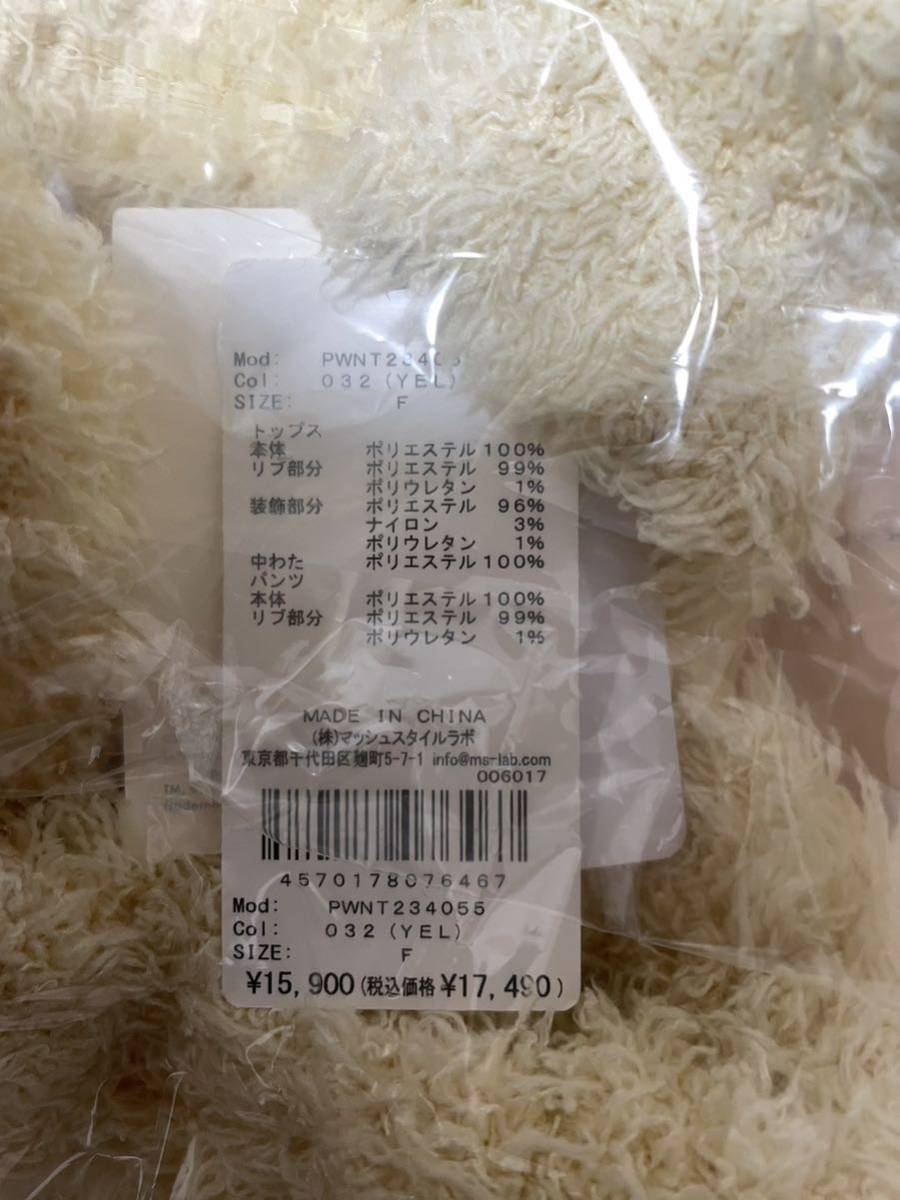 Mod: PWNT234055
Col: 032 (YEL)
SIZE: F
トップス
本体 ポリエステル 100%
リブ部分 ポリエステル 99%
ポリウレタン 1%
装飾部分 ポリエステル 96%
ナイロン 3%
ポリウレタン 1%
中わた ポリエステル 100%
パンツ
本体 ポリエステル 100%
リブ部分 ポリエステル 99%
ポリウレタン 1%
MADE IN CHINA
(株)マッシュスタイルラボ
東京都千代田区麹町5-7-1 info@ms-lab.com
006017
TM,
4570178076467
Mod: PWNT234055
Col: 032 (YEL)
SIZE: F
¥15,900(税込価格¥17,490)